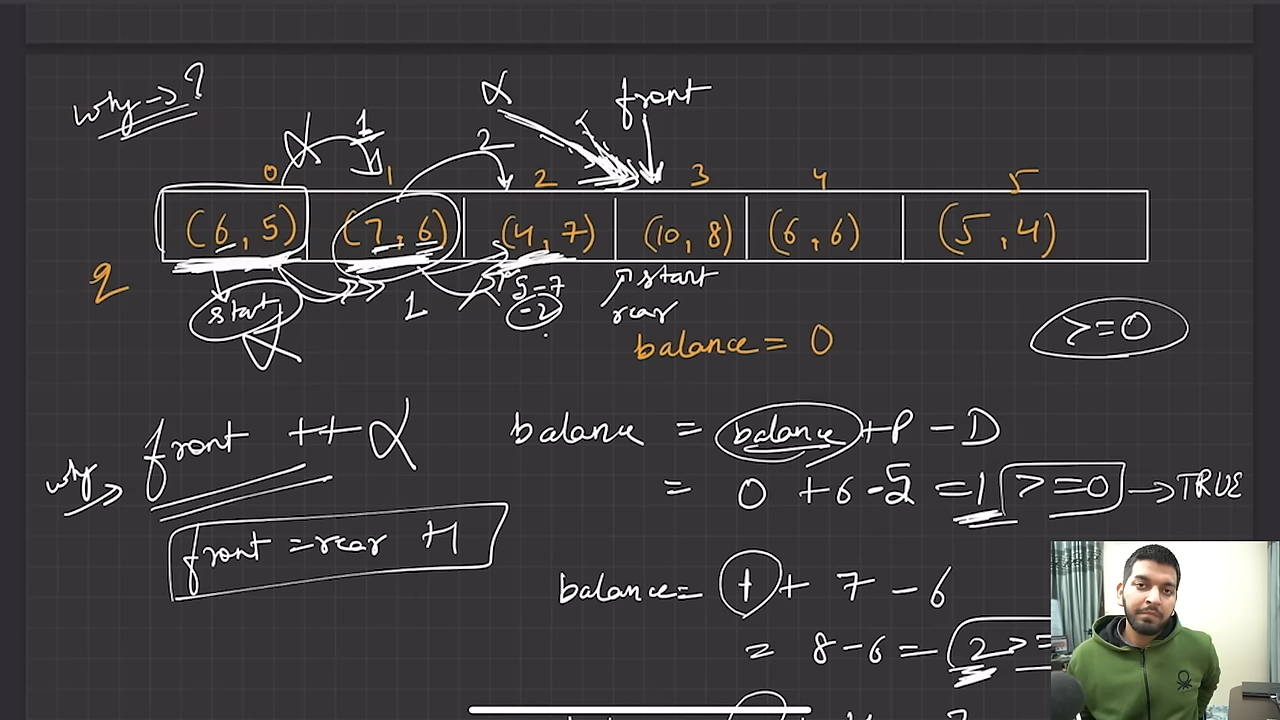 why → ?
α front
α 1 2
0 1 2 3 4 5
(6, 5) (7, 6) (4, 7) (10, 8) (6, 6) (5, 4)
q
start 1 5-7 start
-2 rear
balance = 0 >=0
front ++ α balance = balance + P - D
why → = 0 + 6 - 5 = 1 >=0 → TRUE
front = rear +1
balance = 1 + 7 - 6
= 8 - 6 = 2 >=